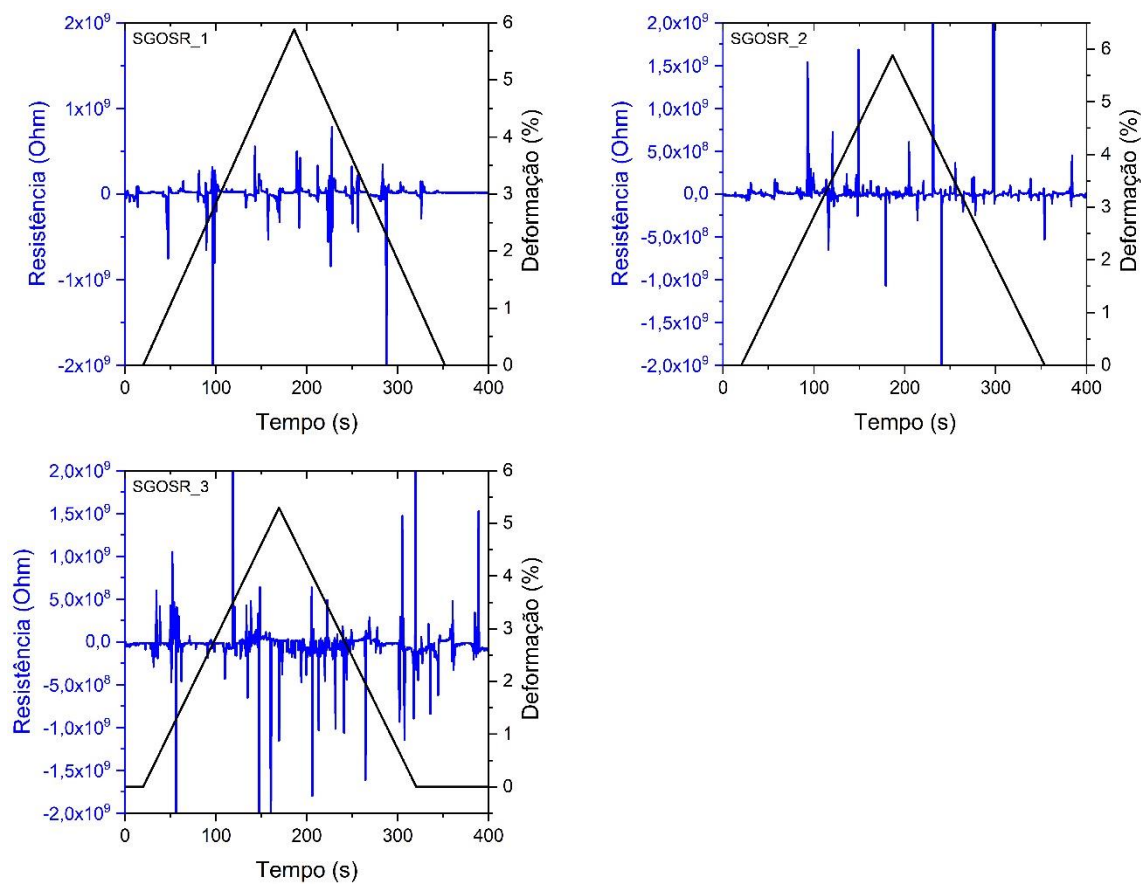 SGOSR_1
2x10⁹
1x10⁹
0
-1x10⁹
-2x10⁹
Resistência (Ohm)
0 100 200 300 400
Tempo (s)
6
5
4
3
2
1
0
Deformação (%)
SGOSR_2
2,0x10⁹
1,5x10⁹
1,0x10⁹
5,0x10⁸
0,0
-5,0x10⁸
-1,0x10⁹
-1,5x10⁹
-2,0x10⁹
Resistência (Ohm)
0 100 200 300 400
Tempo (s)
6
5
4
3
2
1
0
Deformação (%)
SGOSR_3
2,0x10⁹
1,5x10⁹
1,0x10⁹
5,0x10⁸
0,0
-5,0x10⁸
-1,0x10⁹
-1,5x10⁹
-2,0x10⁹
Resistência (Ohm)
0 100 200 300 400
Tempo (s)
6
5
4
3
2
1
0
Deformação (%)